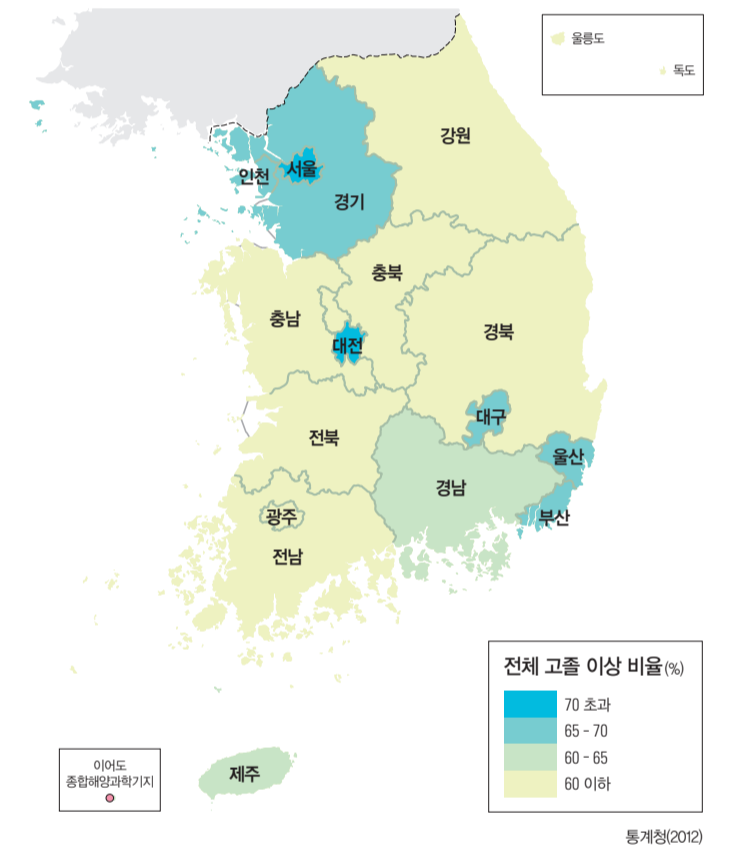 울릉도
독도
강원
서울
인천
경기
충북
충남
대전
경북
대구
전북
울산
경남
부산
광주
전남
제주
이어도
종합해양과학기지
전체 고졸 이상 비율(%)
70 초과
65 - 70
60 - 65
60 이하
통계청(2012)